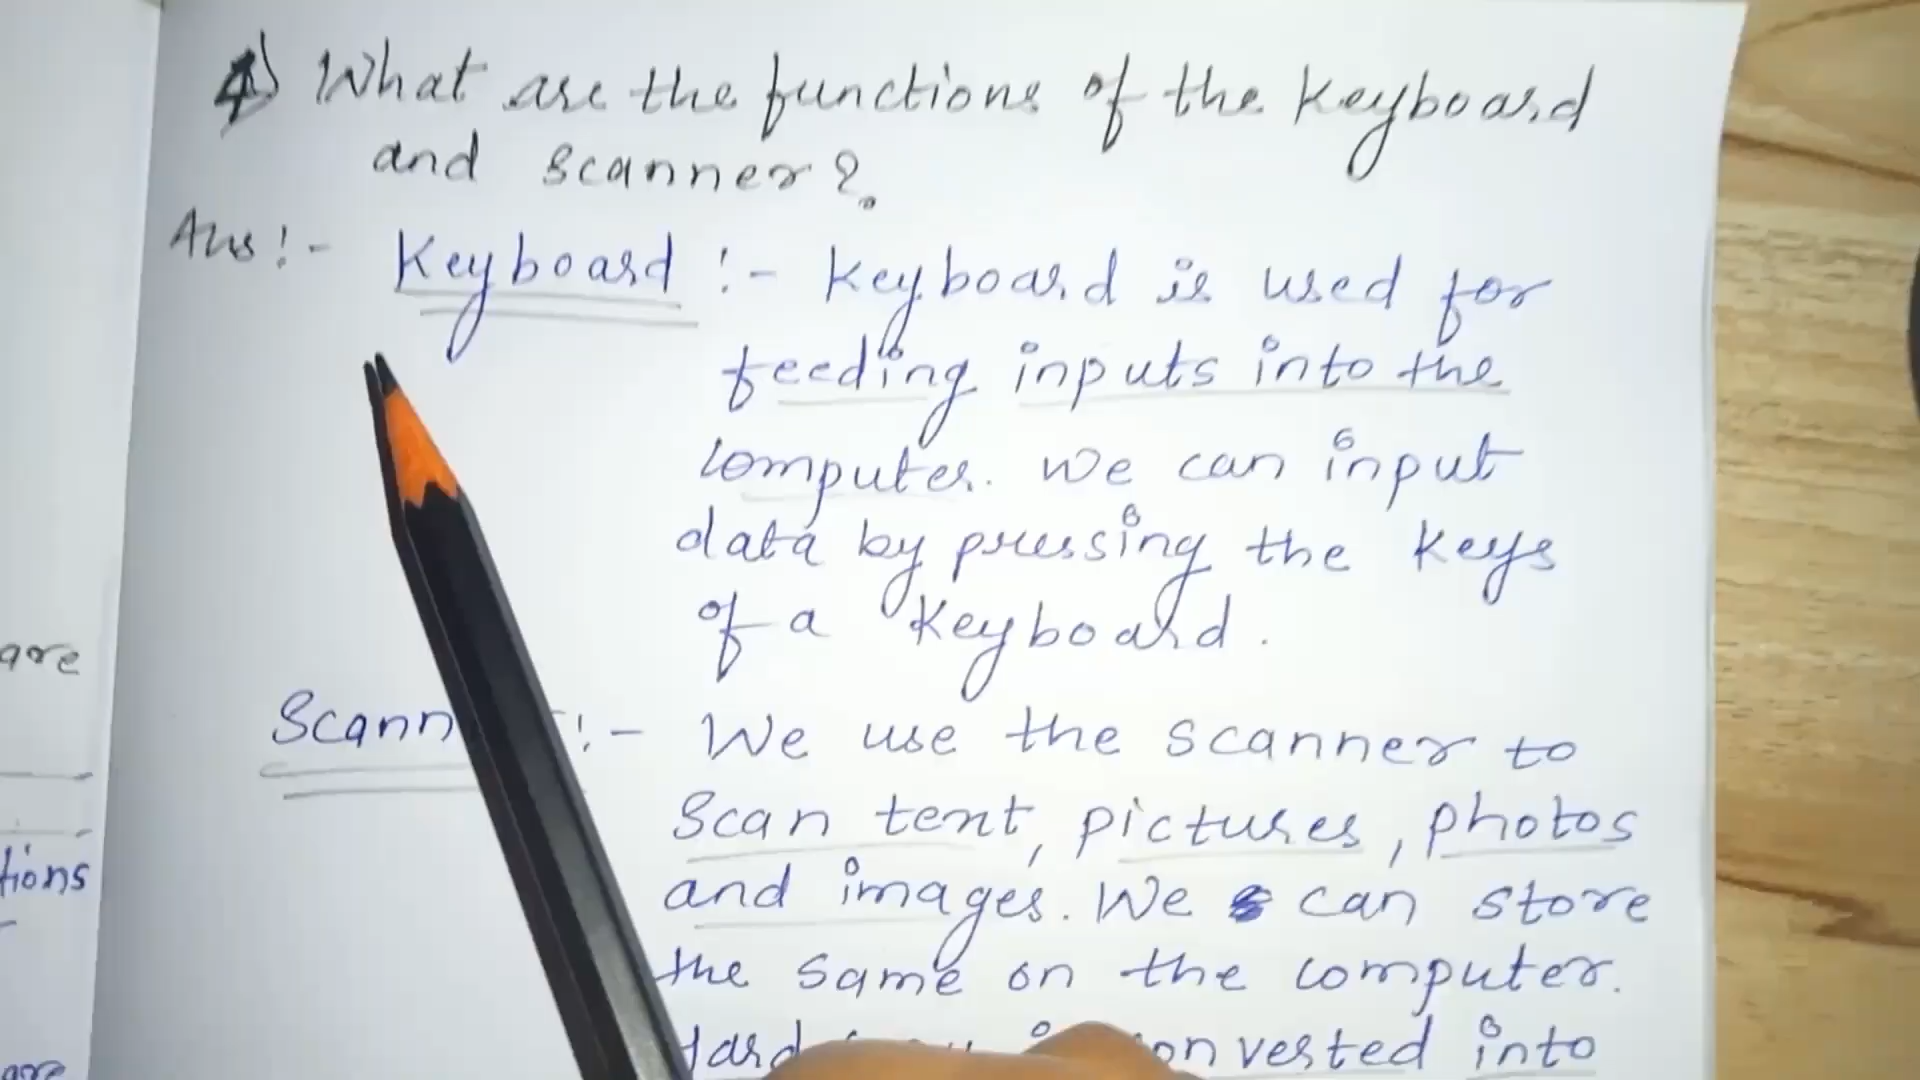 4) What are the functions of the keyboard
and scanner?
Ans :- Keyboard :- Keyboard is used for
feeding inputs into the
computer. We can input
data by pressing the keys
of a keyboard.
Scann :- We use the scanner to
Scan text, pictures, photos
and images. We can store
the same on the computer.
converted into
are
tions
are